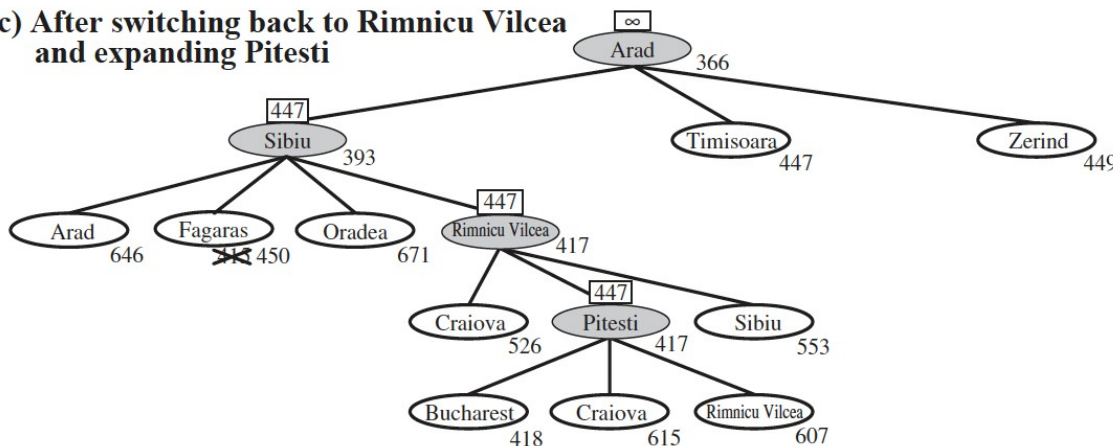 c) After switching back to Rimnicu Vilcea
and expanding Pitesti
∞
Arad
366
447
Sibiu
393
Timisoara
447
Zerind
449
Arad
646
Fagaras
415 450
Oradea
671
447
Rimnicu Vilcea
417
Craiova
526
447
Pitesti
417
Sibiu
553
Bucharest
418
Craiova
615
Rimnicu Vilcea
607